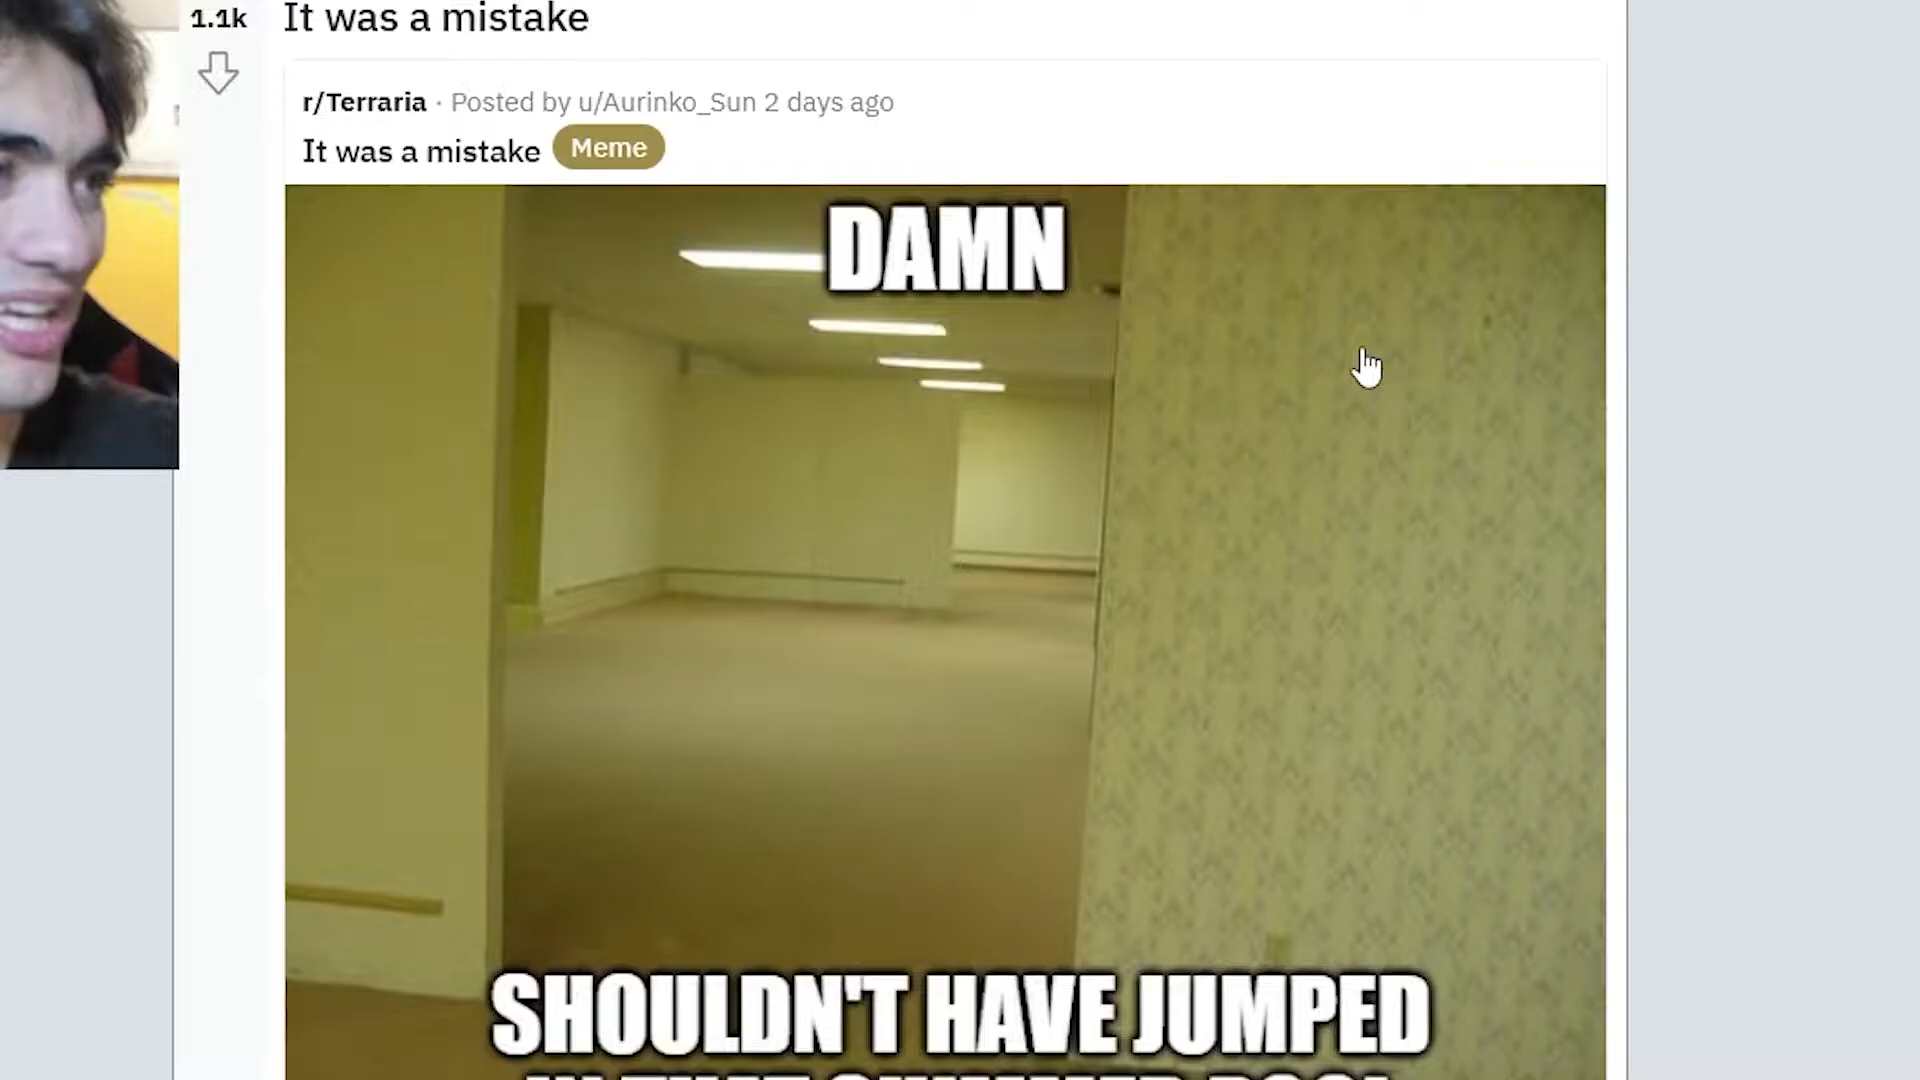 1.1k
It was a mistake
r/Terraria · Posted by u/Aurinko_Sun 2 days ago
It was a mistake Meme
DAMN
SHOULDN'T HAVE JUMPED